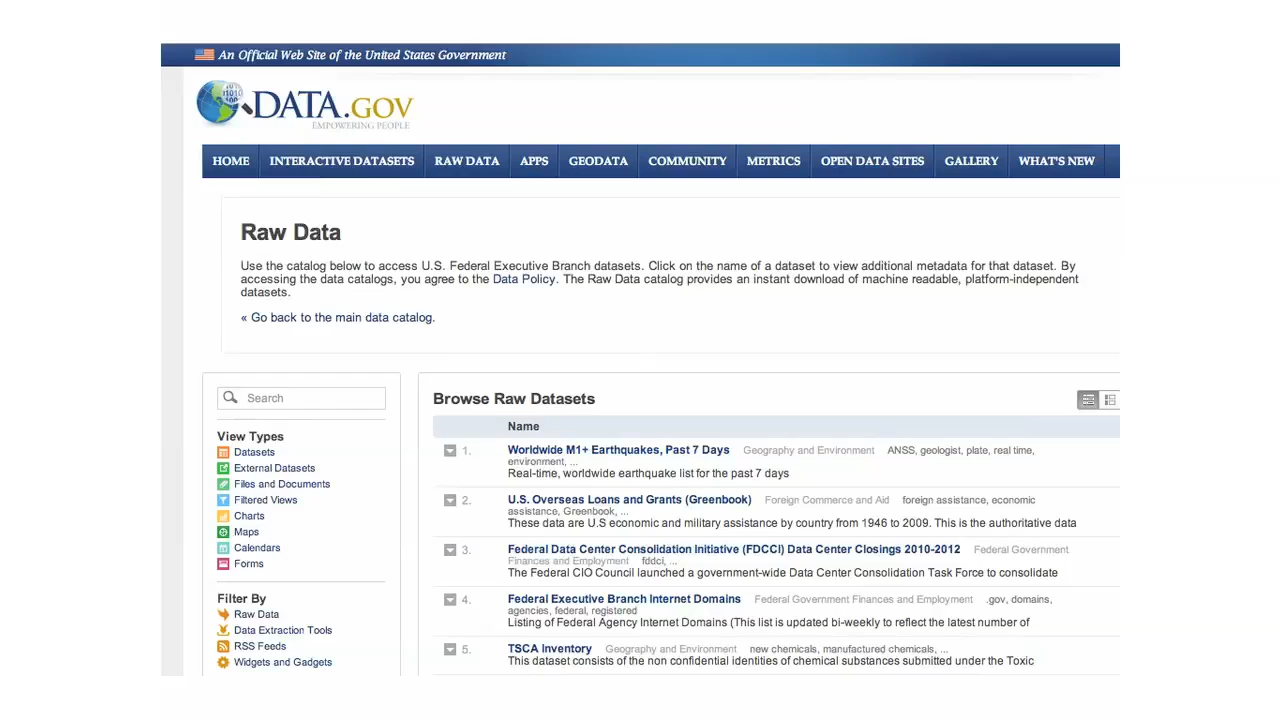 An Official Web Site of the United States Government
DATA.GOV
EMPOWERING PEOPLE
HOME INTERACTIVE DATASETS RAW DATA APPS GEODATA COMMUNITY METRICS OPEN DATA SITES GALLERY WHAT'S NEW
Raw Data
Use the catalog below to access U.S. Federal Executive Branch datasets. Click on the name of a dataset to view additional metadata for that dataset. By
accessing the data catalogs, you agree to the Data Policy. The Raw Data catalog provides an instant download of machine readable, platform-independent
datasets.
« Go back to the main data catalog.
Search
View Types
Datasets
External Datasets
Files and Documents
Filtered Views
Charts
Maps
Calendars
Forms
Filter By
Raw Data
Data Extraction Tools
RSS Feeds
Widgets and Gadgets
Browse Raw Datasets
Name
1. Worldwide M1+ Earthquakes, Past 7 Days Geography and Environment ANSS, geologist, plate, real time,
environment, ...
Real-time, worldwide earthquake list for the past 7 days
2. U.S. Overseas Loans and Grants (Greenbook) Foreign Commerce and Aid foreign assistance, economic
assistance, Greenbook, ...
These data are U.S economic and military assistance by country from 1946 to 2009. This is the authoritative data
3. Federal Data Center Consolidation Initiative (FDCCI) Data Center Closings 2010-2012 Federal Government
Finances and Employment fddci, ...
The Federal CIO Council launched a government-wide Data Center Consolidation Task Force to consolidate
4. Federal Executive Branch Internet Domains Federal Government Finances and Employment .gov, domains,
agencies, federal, registered
Listing of Federal Agency Internet Domains (This list is updated bi-weekly to reflect the latest number of
5. TSCA Inventory Geography and Environment new chemicals, manufactured chemicals, ...
This dataset consists of the non confidential identities of chemical substances submitted under the Toxic